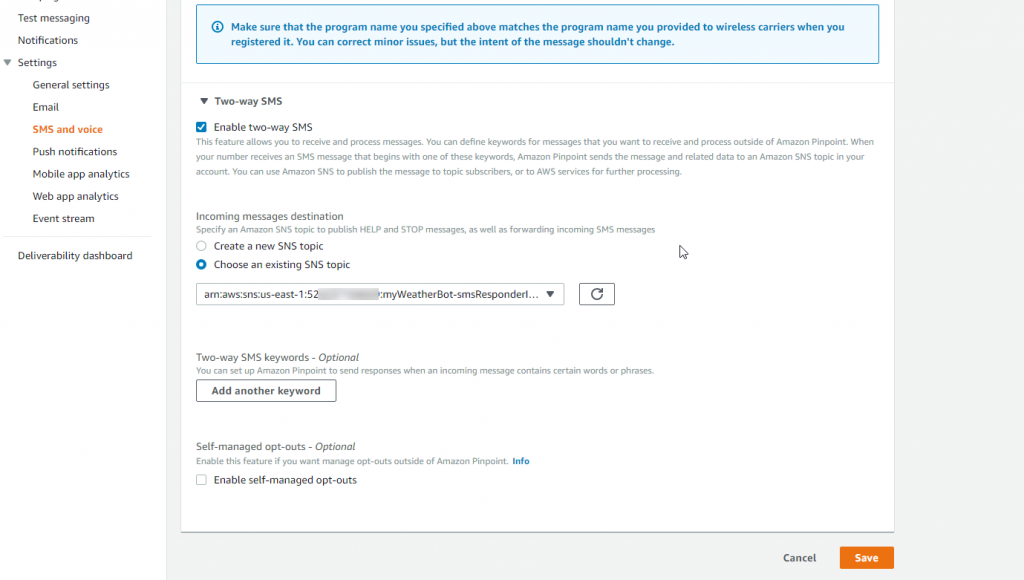 Test messaging
Notifications
Settings
General settings
Email
SMS and voice
Push notifications
Mobile app analytics
Web app analytics
Event stream
Deliverability dashboard
Make sure that the program name you specified above matches the program name you provided to wireless carriers when you
registered it. You can correct minor issues, but the intent of the message shouldn't change.
Two-way SMS
Enable two-way SMS
This feature allows you to receive and process messages. You can define keywords for messages that you want to receive and process outside of Amazon Pinpoint. When
your number receives an SMS message that begins with one of these keywords, Amazon Pinpoint sends the message and related data to an Amazon SNS topic in your
account. You can use Amazon SNS to publish the message to topic subscribers, or to AWS services for further processing.
Incoming messages destination
Specify an Amazon SNS topic to publish HELP and STOP messages, as well as forwarding incoming SMS messages
Create a new SNS topic
Choose an existing SNS topic
arn:aws:sns:us-east-1:52 :myWeatherBot-smsResponderI...
Two-way SMS keywords - Optional
You can set up Amazon Pinpoint to send responses when an incoming message contains certain words or phrases.
Add another keyword
Self-managed opt-outs - Optional
Enable this feature if you want manage opt-outs outside of Amazon Pinpoint. Info
Enable self-managed opt-outs
Cancel
Save